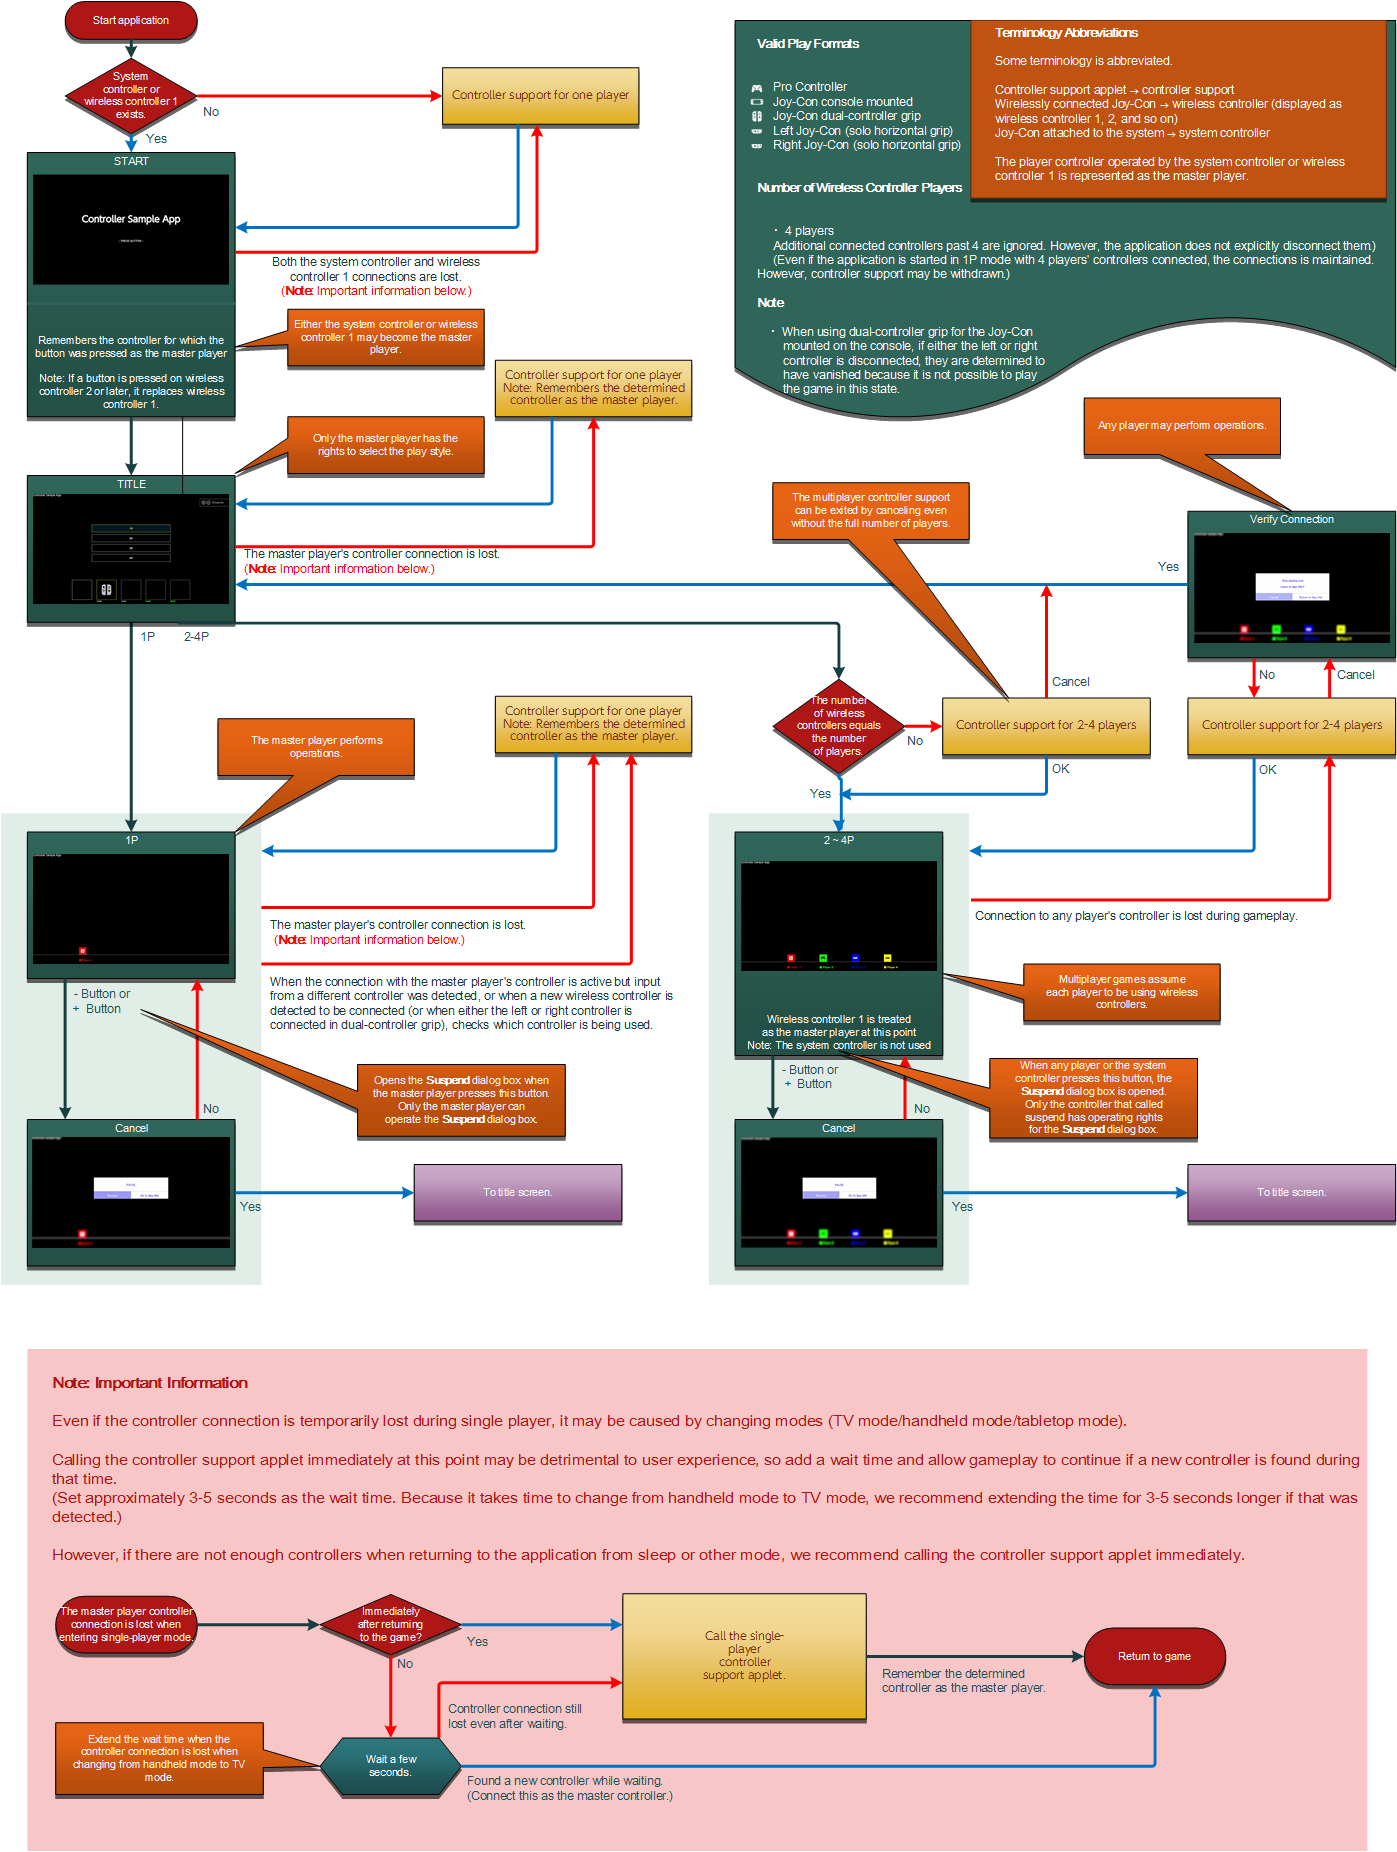 Start application
System
controller or
wireless controller 1
exists.
No
Yes
Controller support for one player
START
Controller Sample App
- PRESS BUTTON -
Both the system controller and wireless
controller 1 connections are lost.
(Note: Important information below.)
Remembers the controller for which the
button was pressed as the master player
Note: If a button is pressed on wireless
controller 2 or later, it replaces wireless
controller 1.
Either the system controller or wireless
controller 1 may become the master
player.
Valid Play Formats
Pro Controller
Joy-Con console mounted
Joy-Con dual-controller grip
Left Joy-Con (solo horizontal grip)
Right Joy-Con (solo horizontal grip)
Number of Wireless Controller Players
・ 4 players
Additional connected controllers past 4 are ignored. However, the application does not explicitly disconnect them.)
(Even if the application is started in 1P mode with 4 players' controllers connected, the connections is maintained.
However, controller support may be withdrawn.)
Note
・ When using dual-controller grip for the Joy-Con
mounted on the console, if either the left or right
controller is disconnected, they are determined to
have vanished because it is not possible to play
the game in this state.
Terminology Abbreviations
Some terminology is abbreviated.
Controller support applet → controller support
Wirelessly connected Joy-Con → wireless controller (displayed as
wireless controller 1, 2, and so on)
Joy-Con attached to the system → system controller
The player controller operated by the system controller or wireless
controller 1 is represented as the master player.
Controller support for one player
Note: Remembers the determined
controller as the master player.
Only the master player has the
rights to select the play style.
TITLE
Controller Sample App
The master player's controller connection is lost.
(Note: Important information below.)
1P
2-4P
The multiplayer controller support
can be exited by canceling even
without the full number of players.
Any player may perform operations.
Verify Connection
Yes
No
Cancel
Cancel
The number
of wireless
controllers equals
the number
of players.
No
Yes
Controller support for 2-4 players
OK
Controller support for 2-4 players
OK
The master player performs
operations.
Controller support for one player
Note: Remembers the determined
controller as the master player.
1P
Controller Sample App
The master player's controller connection is lost.
(Note: Important information below.)
When the connection with the master player's controller is active but input
from a different controller was detected, or when a new wireless controller is
detected to be connected (or when either the left or right controller is
connected in dual-controller grip), checks which controller is being used.
- Button or
+ Button
Opens the Suspend dialog box when
the master player presses this button.
Only the master player can
operate the Suspend dialog box.
No
Cancel
Yes
To title screen.
2 ~ 4P
Controller Sample App
Wireless controller 1 is treated
as the master player at this point
Note: The system controller is not used
Connection to any player's controller is lost during gameplay.
Multiplayer games assume
each player to be using wireless
controllers.
- Button or
+ Button
When any player or the system
controller presses this button, the
Suspend dialog box is opened.
Only the controller that called
suspend has operating rights
for the Suspend dialog box.
No
Cancel
Yes
To title screen.
Note: Important Information
Even if the controller connection is temporarily lost during single player, it may be caused by changing modes (TV mode/handheld mode/tabletop mode).
Calling the controller support applet immediately at this point may be detrimental to user experience, so add a wait time and allow gameplay to continue if a new controller is found during
that time.
(Set approximately 3-5 seconds as the wait time. Because it takes time to change from handheld mode to TV mode, we recommend extending the time for 3-5 seconds longer if that was
detected.)
However, if there are not enough controllers when returning to the application from sleep or other mode, we recommend calling the controller support applet immediately.
The master player controller
connection is lost when
entering single-player mode.
Immediately
after returning
to the game?
Yes
No
Call the single-
player
controller
support applet.
Remember the determined
controller as the master player.
Return to game
Controller connection still
lost even after waiting.
Extend the wait time when the
controller connection is lost when
changing from handheld mode to TV
mode.
Wait a few
seconds.
Found a new controller while waiting.
(Connect this as the master controller.)